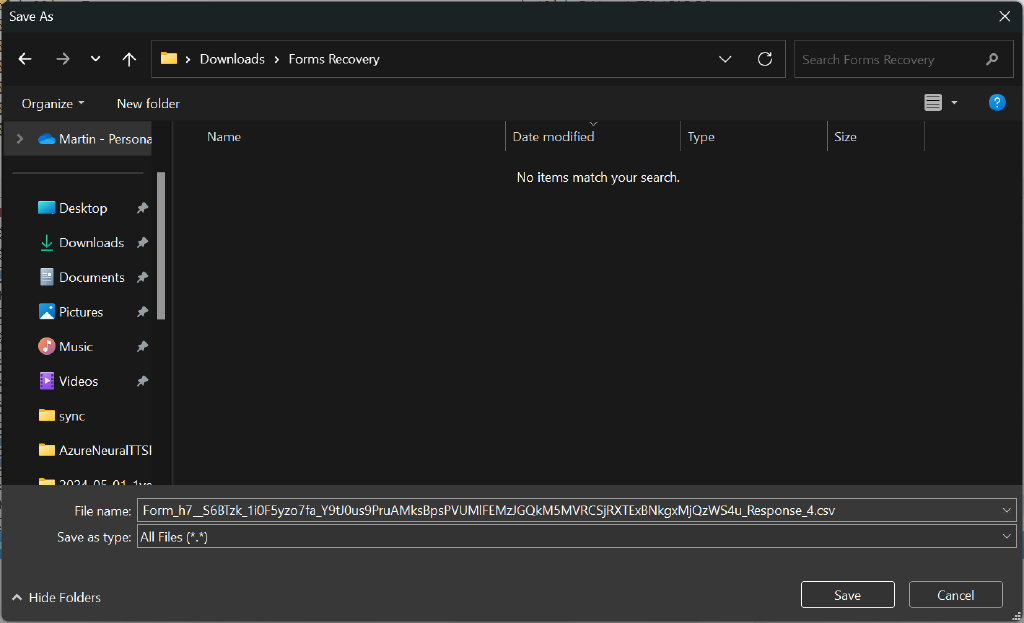 Save As
Downloads > Forms Recovery
Search Forms Recovery
Organize
New folder
Martin - Persona
Name
Date modified
Type
Size
No items match your search.
Desktop
Downloads
Documents
Pictures
Music
Videos
sync
AzureNeuralTTSI
File name: Form_h7__S6BTzk_1i0F5yzo7fa_Y9tJ0us9PruAMksBpsPVUMlFEMzJGQkM5MVRCSjRXTExBNkgxMjQzWS4u_Response_4.csv
Save as type: All Files (*.*)
Hide Folders
Save
Cancel